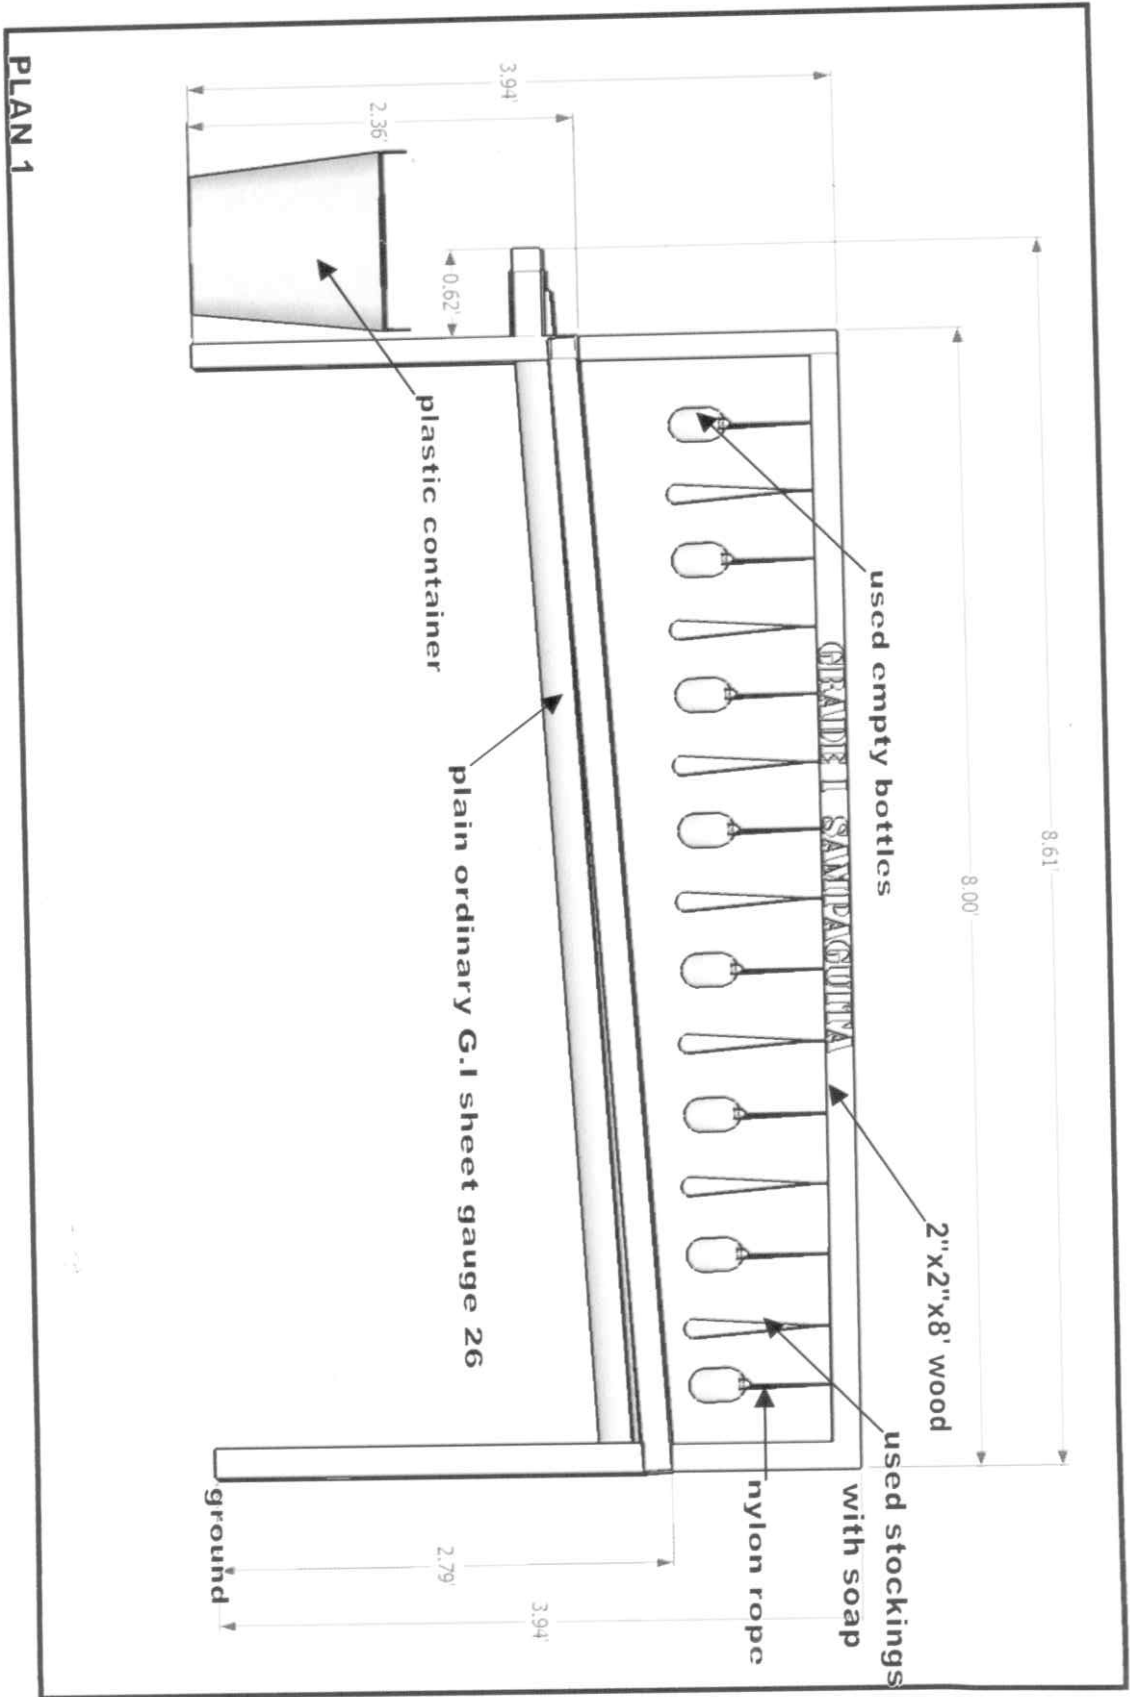 8.61'
8.00'
used empty bottles
2"x2"x8' wood
used stockings
with soap
GRADE I SAMPAGUITA
3.94'
2.36'
0.62'
nylon rope
plastic container
plain ordinary G.I sheet gauge 26
2.79'
3.94'
ground
PLAN 1